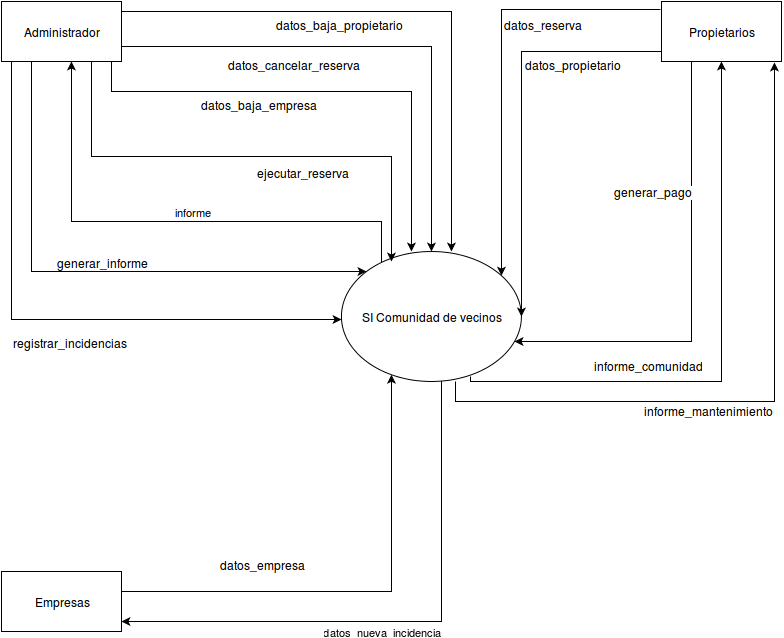 Administrador
datos_baja_propietario
datos_reserva
Propietarios
datos_cancelar_reserva
datos_propietario
datos_baja_empresa
ejecutar_reserva
generar_pago
informe
generar_informe
SI Comunidad de vecinos
registrar_incidencias
informe_comunidad
informe_mantenimiento
datos_empresa
Empresas
datos_nueva_incidencia